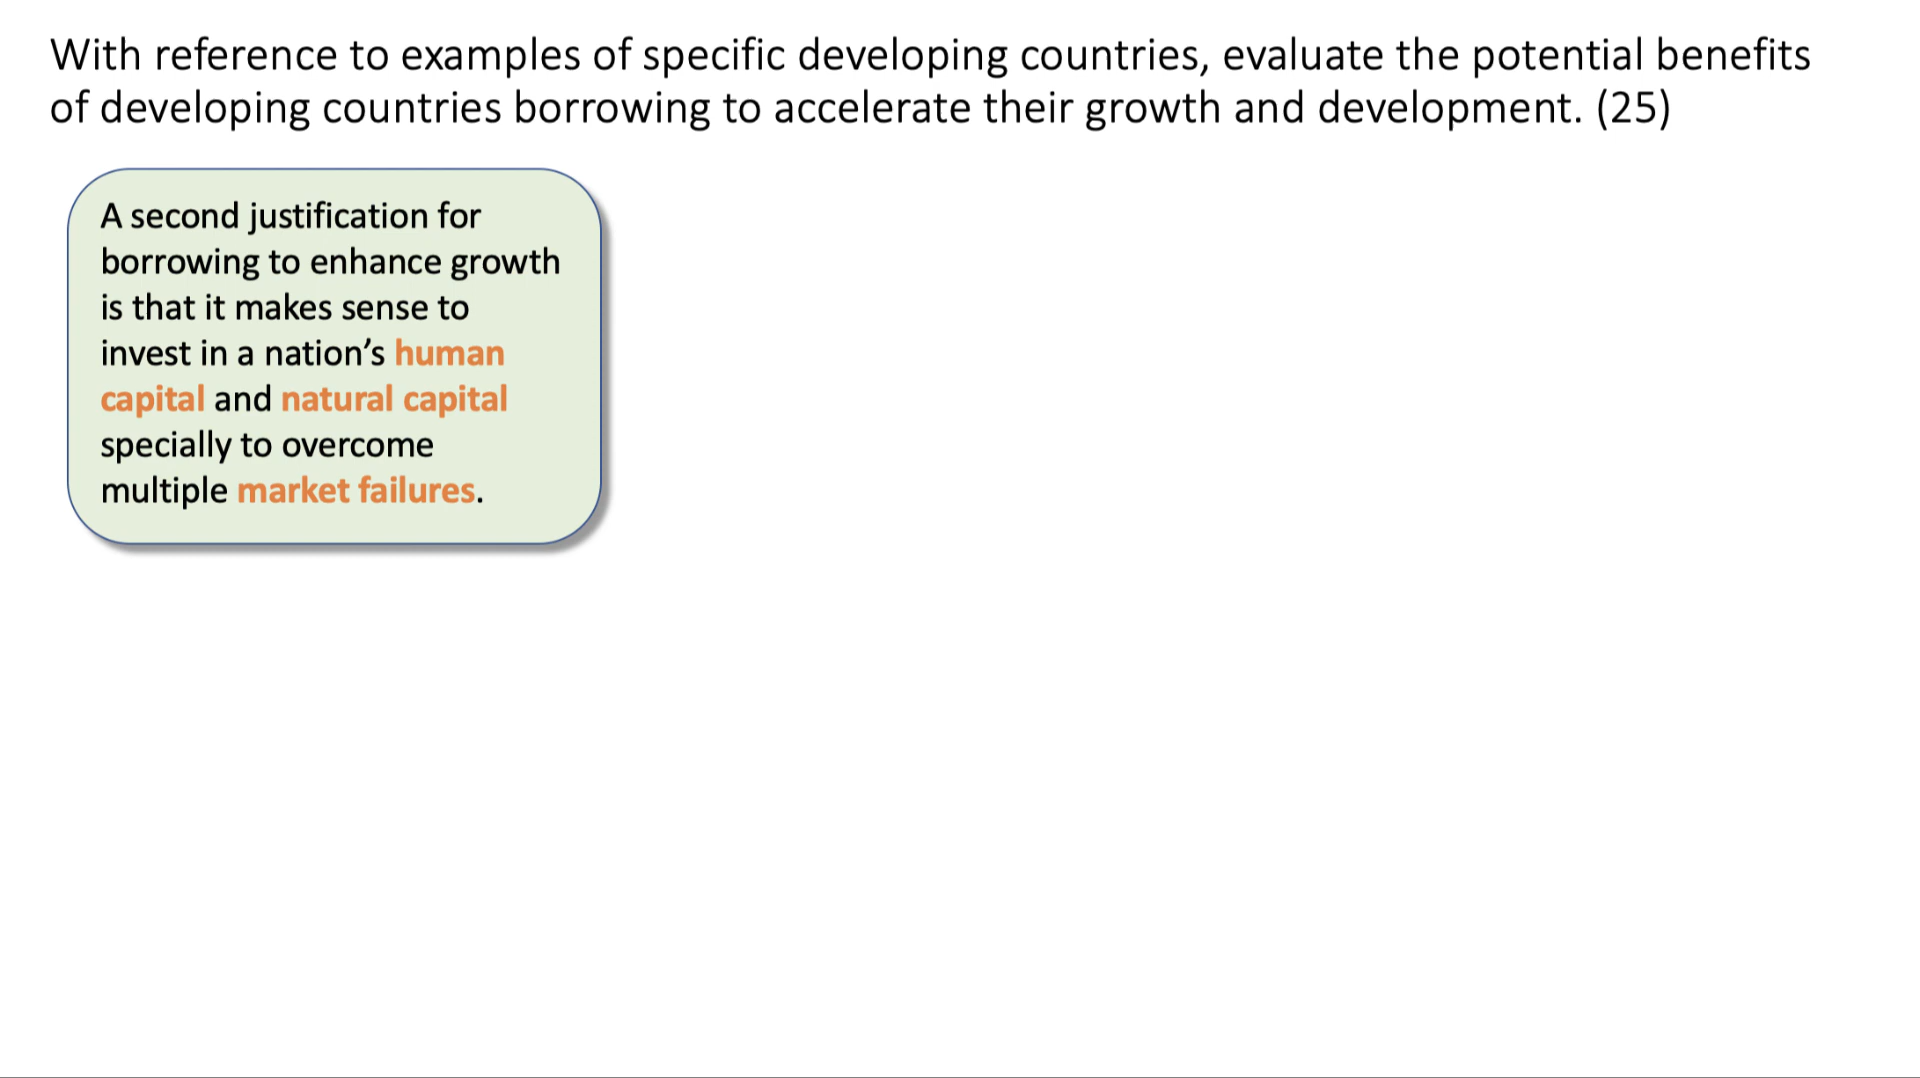 With reference to examples of specific developing countries, evaluate the potential benefits
of developing countries borrowing to accelerate their growth and development. (25)
A second justification for
borrowing to enhance growth
is that it makes sense to
invest in a nation’s human
capital and natural capital
specially to overcome
multiple market failures.